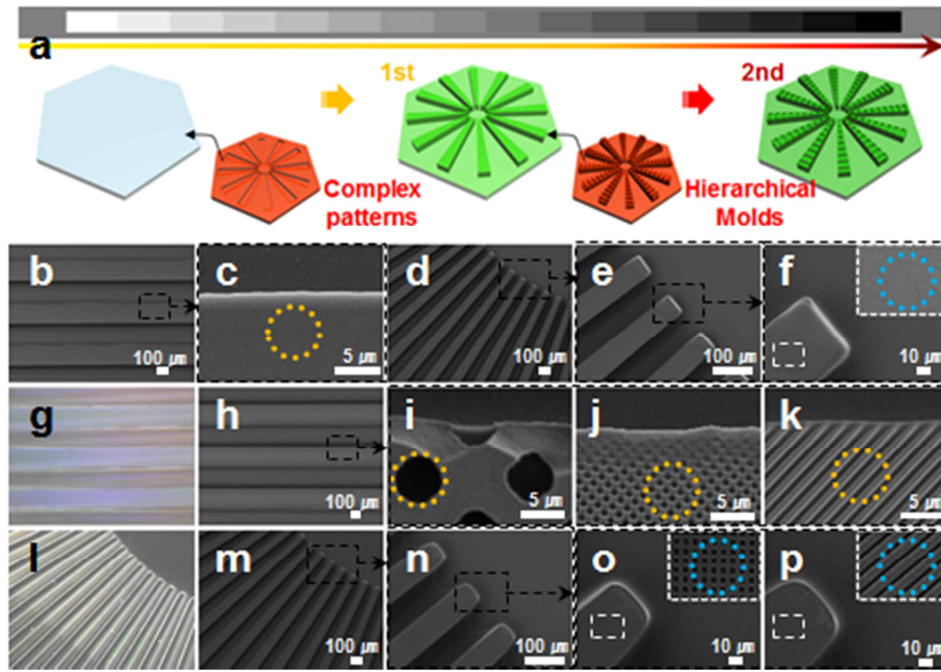 a
1st
2nd
Complex
patterns
Hierarchical
Molds
b
100 μm
c
5 μm
d
100 μm
e
100 μm
f
10 μm
g
h
100 μm
i
5 μm
j
5 μm
k
5 μm
l
m
100 μm
n
100 μm
o
10 μm
p
10 μm